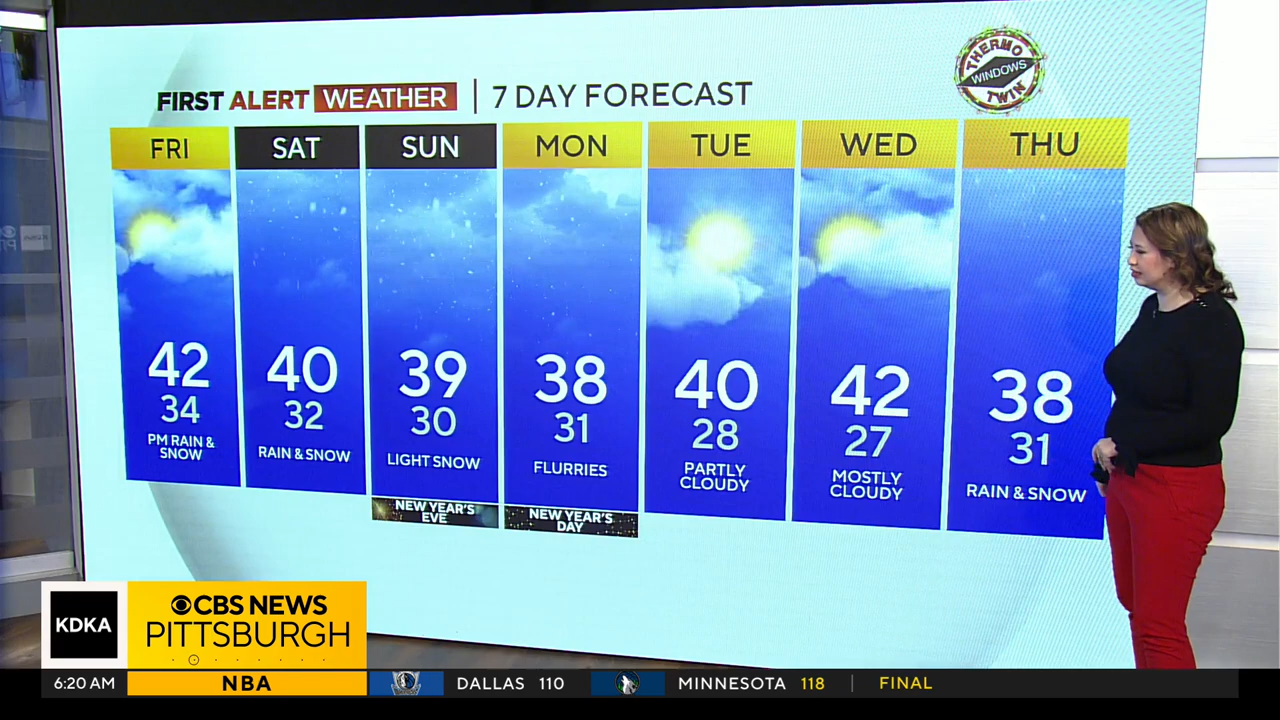 THERMO
WINDOWS
TWIN
FIRST ALERT WEATHER | 7 DAY FORECAST
FRI SAT SUN MON TUE WED THU
42
34
PM RAIN &
SNOW
40
32
RAIN & SNOW
39
30
LIGHT SNOW
NEW YEAR'S
EVE
38
31
FLURRIES
NEW YEAR'S
DAY
40
28
PARTLY
CLOUDY
42
27
MOSTLY
CLOUDY
38
31
RAIN & SNOW
KDKA
CBS NEWS
PITTSBURGH
6:20 AM NBA DALLAS 110 MINNESOTA 118 | FINAL